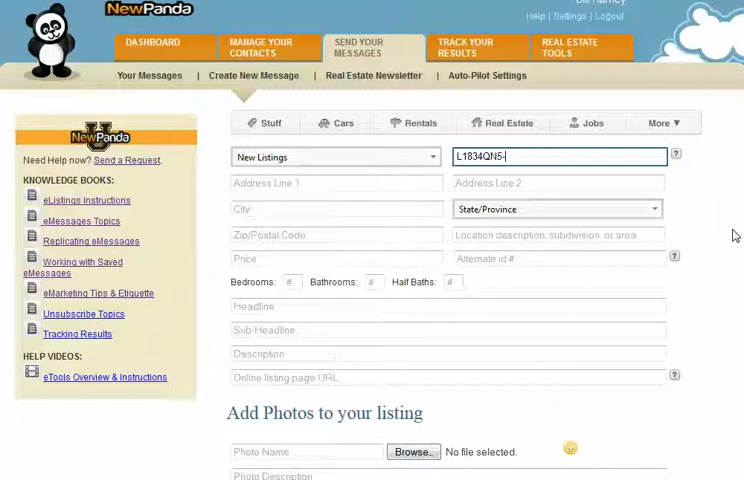 NewPanda
Help | Settings | Logout
DASHBOARD
MANAGE YOUR CONTACTS
SEND YOUR MESSAGES
TRACK YOUR RESULTS
REAL ESTATE TOOLS
Your Messages | Create New Message | Real Estate Newsletter | Auto-Pilot Settings
U
NewPanda
Need Help now? Send a Request.
KNOWLEDGE BOOKS:
eListings Instructions
eMessages Topics
Replicating eMessages
Working with Saved
eMessages
eMarketing Tips & Etiquette
Unsubscribe Topics
Tracking Results
HELP VIDEOS:
eTools Overview & Instructions
Stuff Cars Rentals Real Estate Jobs More ▼
New Listings L1834QN5- ?
Address Line 1 Address Line 2
City State/Province
Zip/Postal Code Location description, subdivision, or area
Price Alternate id # ?
Bedrooms: # Bathrooms: # Half Baths: #
Headline
Sub-Headline
Description
Online listing page URL ?
Add Photos to your listing
Photo Name Browse.. No file selected.
Photo Description